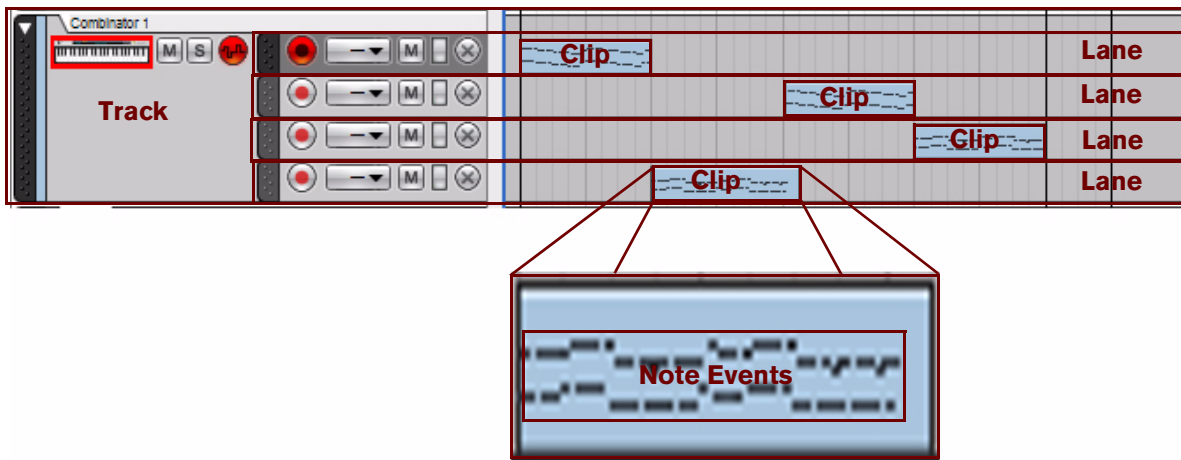 Combinator 1
M S M Clip Lane
Track
M Clip Lane
M Clip Lane
M Clip Lane
Note Events